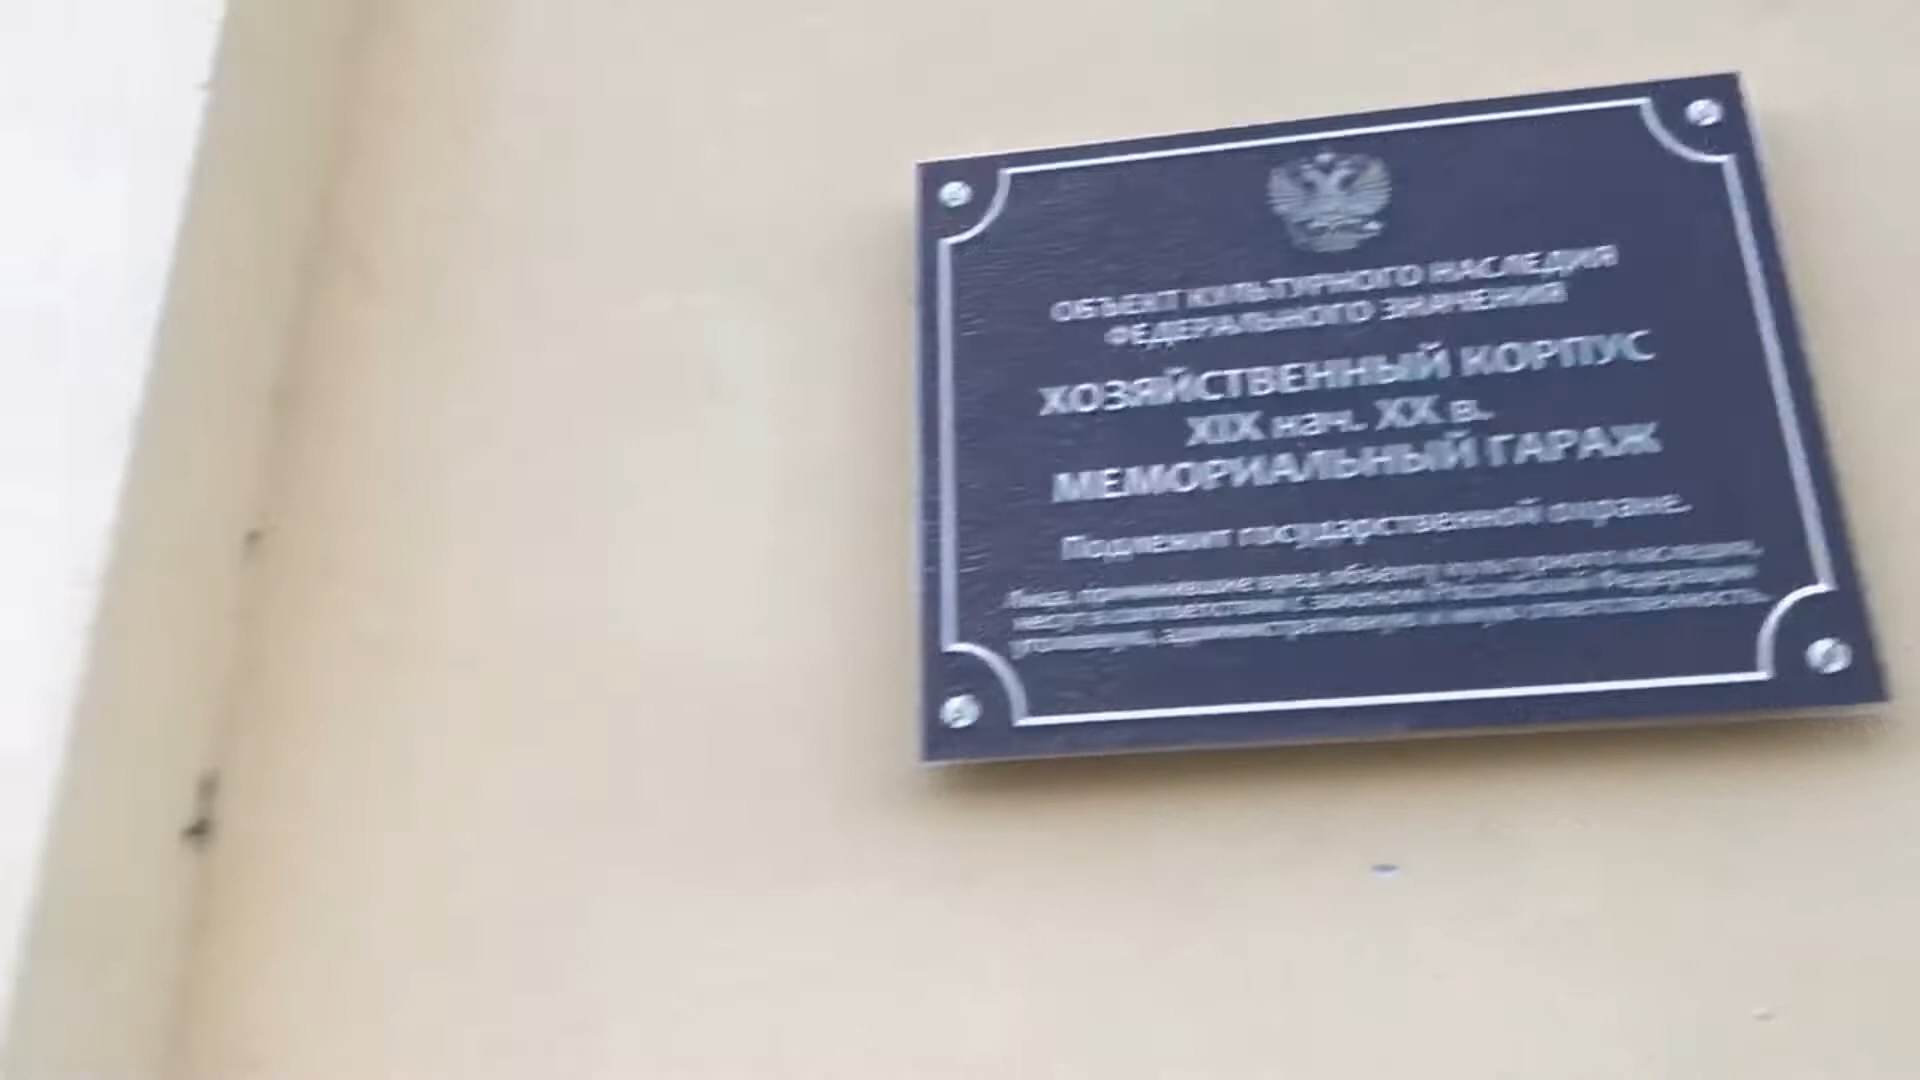 ОБЪЕКТ КУЛЬТУРНОГО НАСЛЕДИЯ
ФЕДЕРАЛЬНОГО ЗНАЧЕНИЯ
ХОЗЯЙСТВЕННЫЙ КОРПУС
XIX нач. XX в.
МЕМОРИАЛЬНЫЙ ГАРАЖ
Подлежит государственной охране.
Лица, причинившие вред объекту культурного наследия,
несут в соответствии с законом Российской Федерации
уголовную, административную и иную ответственность.